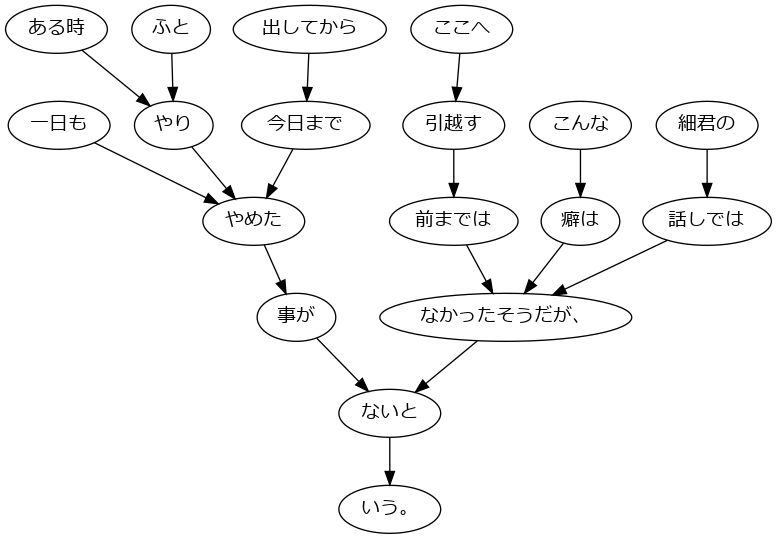 ある時
ふと
出してから
ここへ
一日も
やり
今日まで
引越す
こんな
細君の
やめた
前までは
癖は
話しでは
事が
なかったそうだが、
ないと
いう。